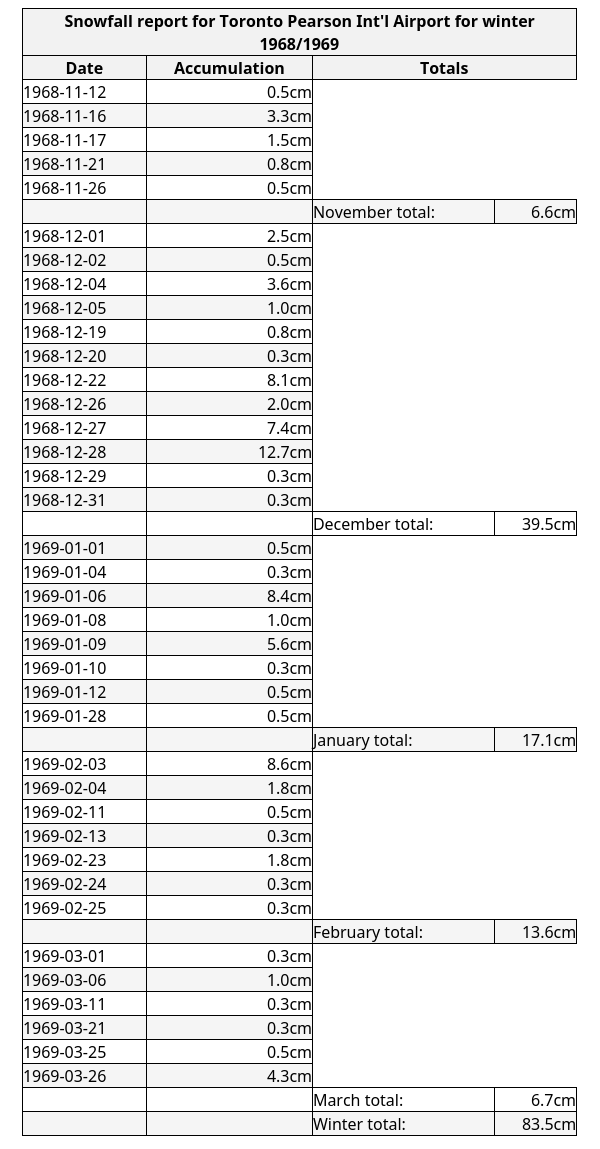 Snowfall report for Toronto Pearson Int'l Airport for winter
1968/1969
Date Accumulation Totals
1968-11-12 0.5cm
1968-11-16 3.3cm
1968-11-17 1.5cm
1968-11-21 0.8cm
1968-11-26 0.5cm
November total: 6.6cm
1968-12-01 2.5cm
1968-12-02 0.5cm
1968-12-04 3.6cm
1968-12-05 1.0cm
1968-12-19 0.8cm
1968-12-20 0.3cm
1968-12-22 8.1cm
1968-12-26 2.0cm
1968-12-27 7.4cm
1968-12-28 12.7cm
1968-12-29 0.3cm
1968-12-31 0.3cm
December total: 39.5cm
1969-01-01 0.5cm
1969-01-04 0.3cm
1969-01-06 8.4cm
1969-01-08 1.0cm
1969-01-09 5.6cm
1969-01-10 0.3cm
1969-01-12 0.5cm
1969-01-28 0.5cm
January total: 17.1cm
1969-02-03 8.6cm
1969-02-04 1.8cm
1969-02-11 0.5cm
1969-02-13 0.3cm
1969-02-23 1.8cm
1969-02-24 0.3cm
1969-02-25 0.3cm
February total: 13.6cm
1969-03-01 0.3cm
1969-03-06 1.0cm
1969-03-11 0.3cm
1969-03-21 0.3cm
1969-03-25 0.5cm
1969-03-26 4.3cm
March total: 6.7cm
Winter total: 83.5cm